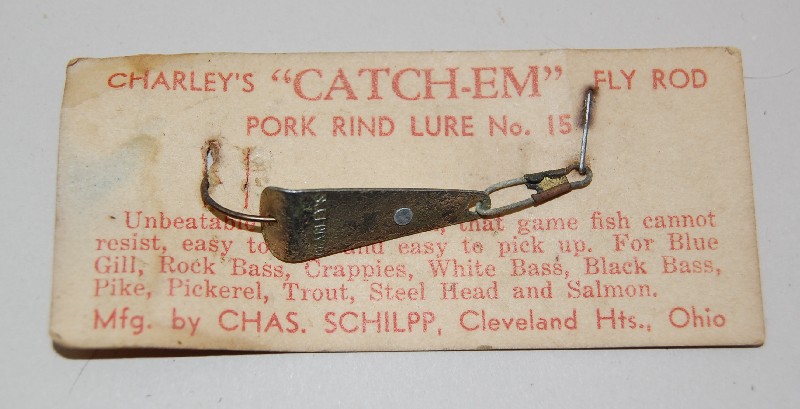 CHARLEY'S "CATCH-EM" FLY ROD
PORK RIND LURE No. 15
Unbeatable that game fish cannot
resist, easy to and easy to pick up. For Blue
Gill, Rock Bass, Crappies, White Bass, Black Bass,
Pike, Pickerel, Trout, Steel Head and Salmon.
Mfg. by CHAS. SCHILPP, Cleveland Hts., Ohio
CHARLEY'S